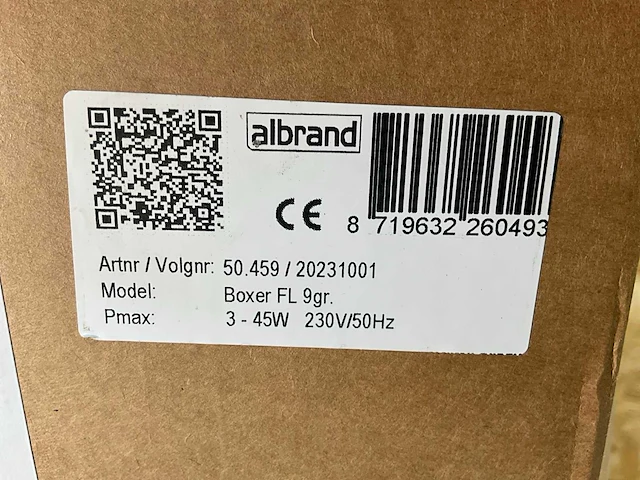 albrand
CE
8 719632 260493
Artnr / Volgnr: 50.459 / 20231001
Model: Boxer FL 9gr.
Pmax: 3 - 45W 230V/50Hz